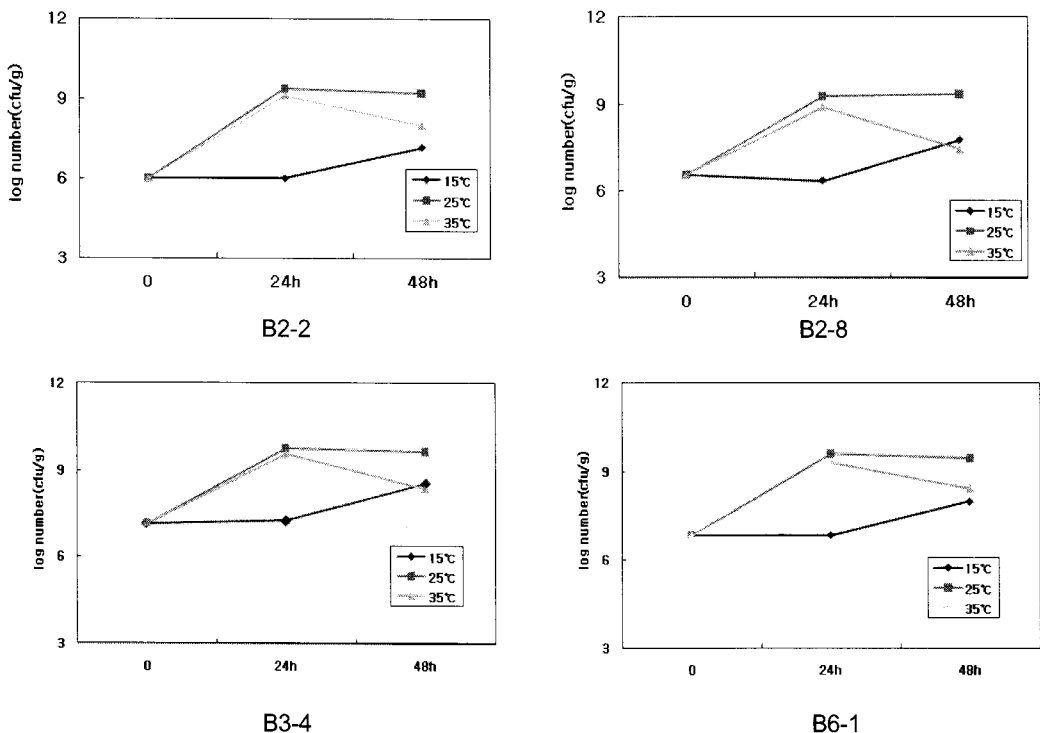 12
9
6
3
log number(cfu/g)
0
24h
48h
15℃
25℃
35℃
B2-2
12
9
6
3
log number(cfu/g)
0
24h
48h
15℃
25℃
35℃
B2-8
12
9
6
3
log number(cfu/g)
0
24h
48h
15℃
25℃
35℃
B3-4
12
9
6
3
log number(cfu/g)
0
24h
48h
15℃
25℃
35℃
B6-1